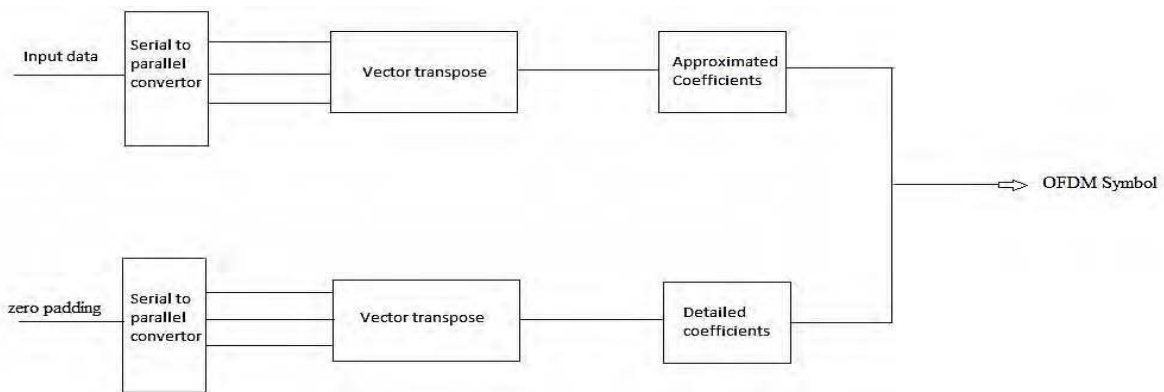 Input data
Serial to
parallel
convertor
Vector transpose
Approximated
Coefficients
OFDM Symbol
zero padding
Serial to
parallel
convertor
Vector transpose
Detailed
coefficients